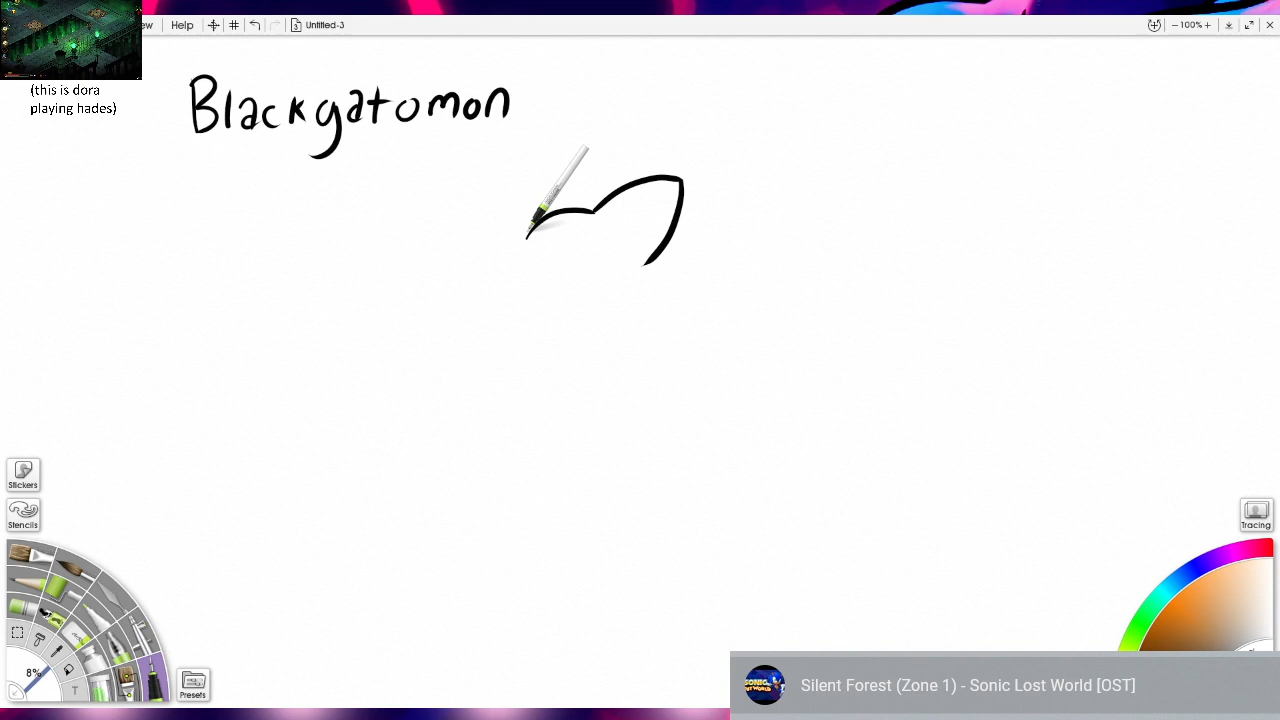 ew Help Untitled-3 100%
(this is dora
playing hades)
Blackgatomon
Stickers
Stencils
Tracing
8%
T
Presets
Silent Forest (Zone 1) - Sonic Lost World [OST]